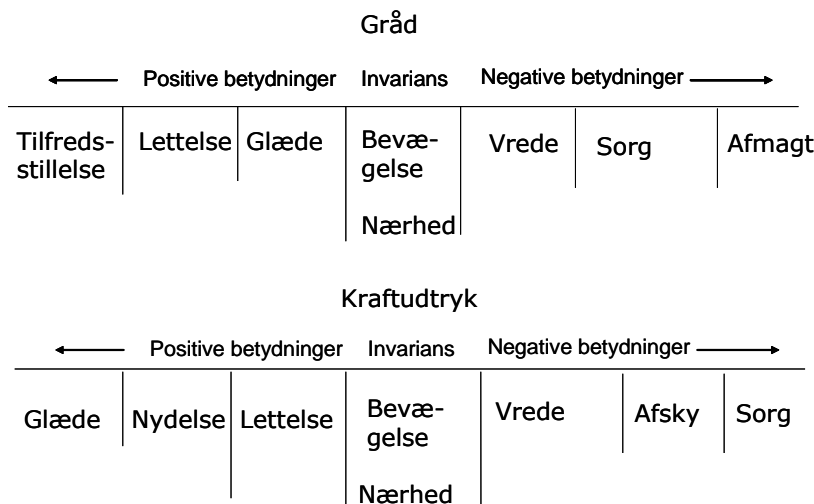 Gråd
Positive betydninger Invarians Negative betydninger
Tilfreds-
stillelse
Lettelse
Glæde
Bevæ-
gelse
Nærhed
Vrede
Sorg
Afmagt
Kraftudtryk
Positive betydninger Invarians Negative betydninger
Glæde
Nydelse
Lettelse
Bevæ-
gelse
Nærhed
Vrede
Afsky
Sorg